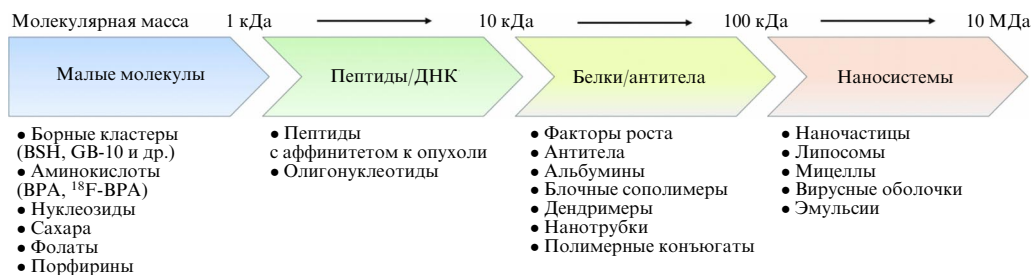 Молекулярная масса 1 кДа 10 кДа 100 кДа 10 МДа
Малые молекулы
Пептиды/ДНК
Белки/антитела
Наносистемы
• Борные кластеры
(BSH, GB-10 и др.)
• Аминокислоты
(BPA, ¹⁸F-BPA)
• Нуклеозиды
• Сахара
• Фолаты
• Порфирины
• Пептиды
с аффинитетом к опухоли
• Олигонуклеотиды
• Факторы роста
• Антитела
• Альбумины
• Блочные сополимеры
• Дендримеры
• Нанотрубки
• Полимерные конъюгаты
• Наночастицы
• Липосомы
• Мицеллы
• Вирусные оболочки
• Эмульсии